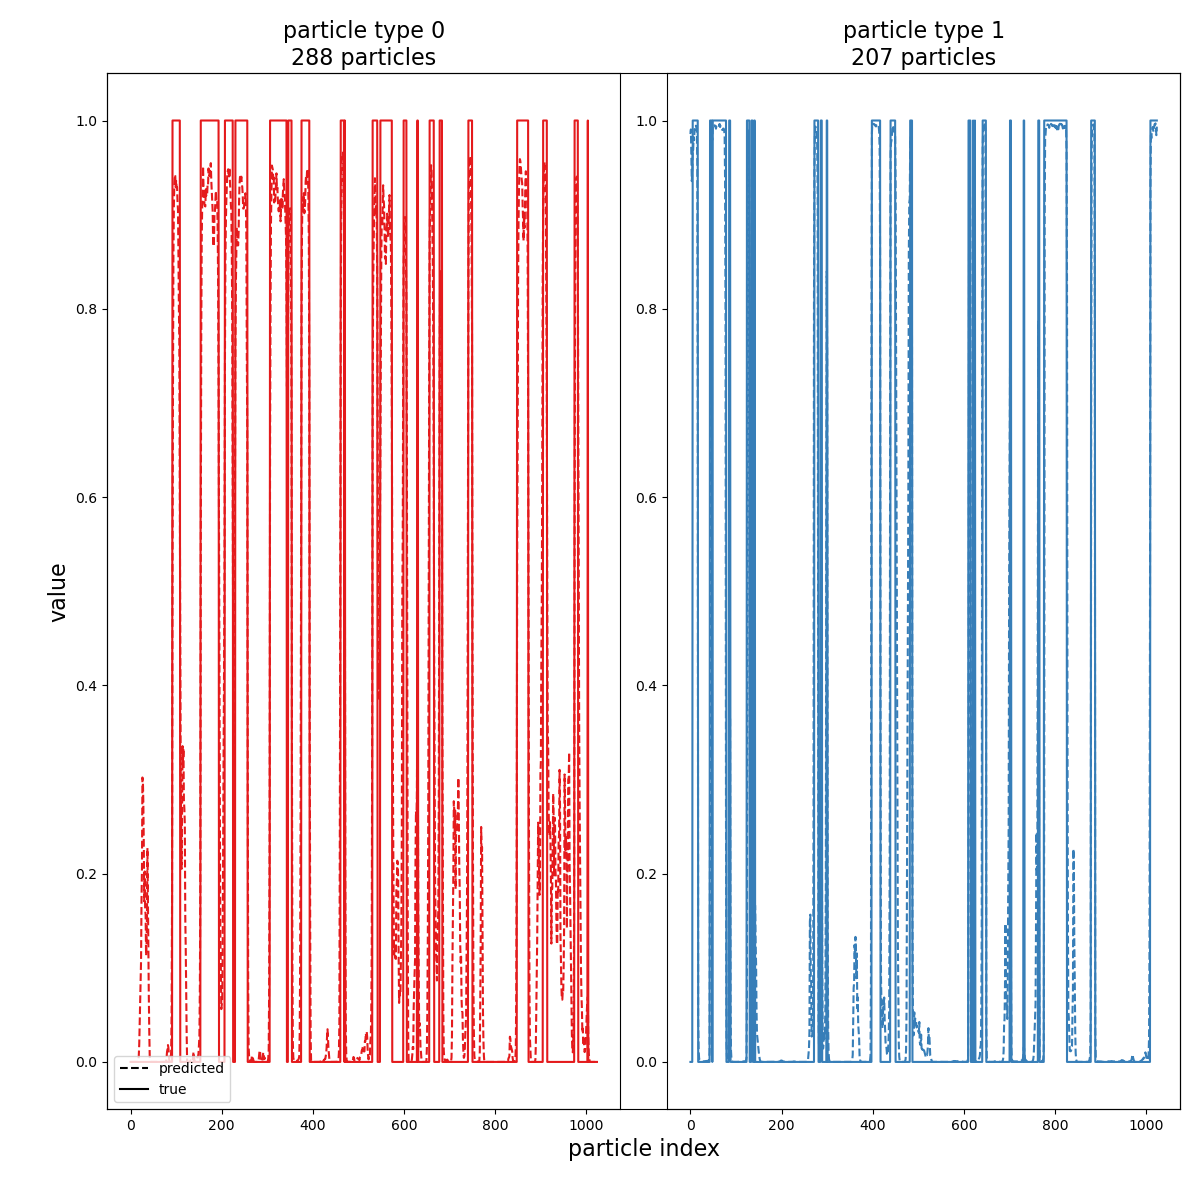 particle type 0
288 particles
particle type 1
207 particles
1.0
0.8
0.6
0.4
0.2
0.0
1.0
0.8
0.6
0.4
0.2
0.0
value
predicted
true
0 200 400 600 800 1000
0 200 400 600 800 1000
particle index